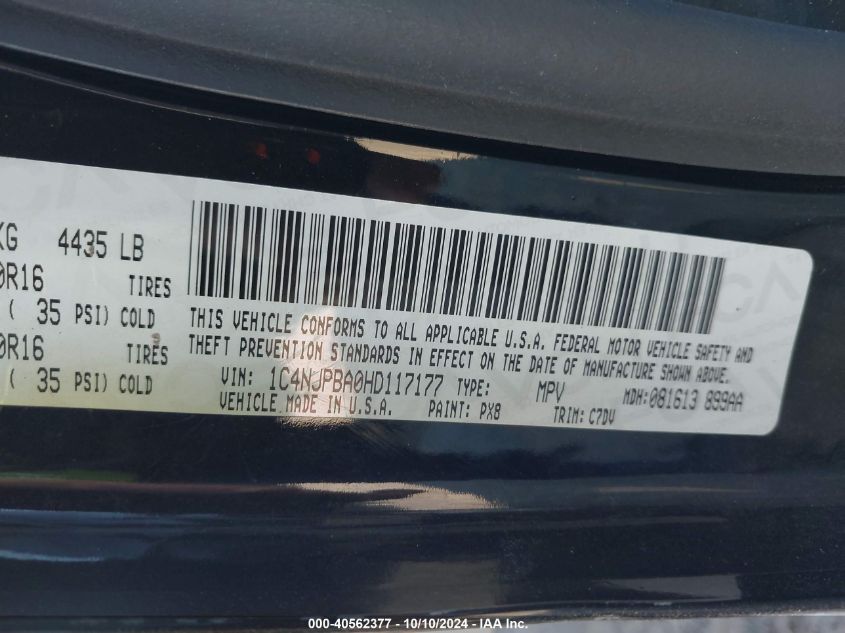 KG 4435 LB
0R16 TIRES
( 35 PSI) COLD
0R16 TIRES
( 35 PSI) COLD
THIS VEHICLE CONFORMS TO ALL APPLICABLE U.S.A. FEDERAL MOTOR VEHICLE SAFETY AND
THEFT PREVENTION STANDARDS IN EFFECT ON THE DATE OF MANUFACTURE SHOWN ABOVE.
VIN: 1C4NJPBA0HD117177 TYPE: MPV MDH: 081613 899AA
VEHICLE MADE IN U.S.A. PAINT: PX8 TRIM: C7DV
000-40562377 - 10/10/2024 - IAA Inc.